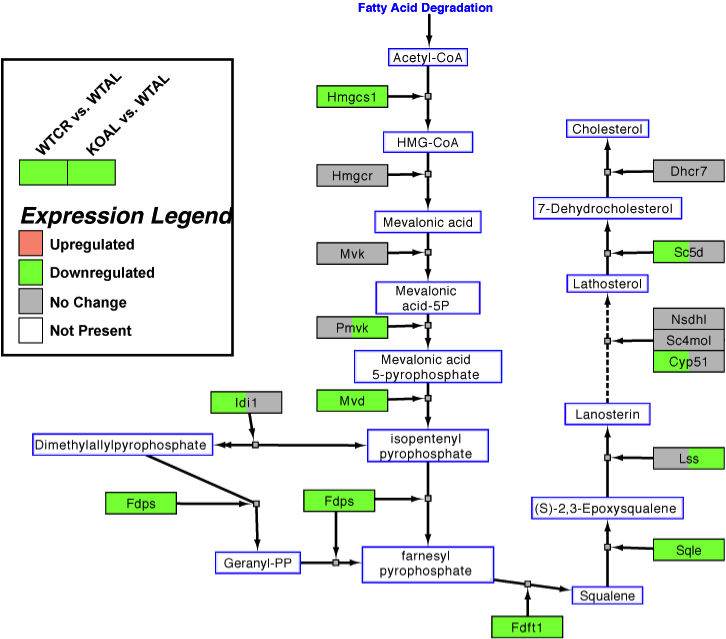 Fatty Acid Degradation
Acetyl-CoA
WTCR vs. WTAL
KOAL vs. WTAL
Hmgcs1
HMG-CoA
Cholesterol
Dhcr7
Hmgcr
7-Dehydrocholesterol
Expression Legend
Upregulated
Downregulated
No Change
Not Present
Mevalonic acid
Mvk
Sc5d
Lathosterol
Mevalonic
acid-5P
Pmvk
Nsdhl
Sc4mol
Cyp51
Mevalonic acid
5-pyrophosphate
Idi1
Mvd
Lanosterin
Dimethylallylpyrophosphate
isopentenyl
pyrophosphate
Lss
Fdps
Fdps
(S)-2,3-Epoxysqualene
Geranyl-PP
farnesyl
pyrophosphate
Sqle
Squalene
Fdft1